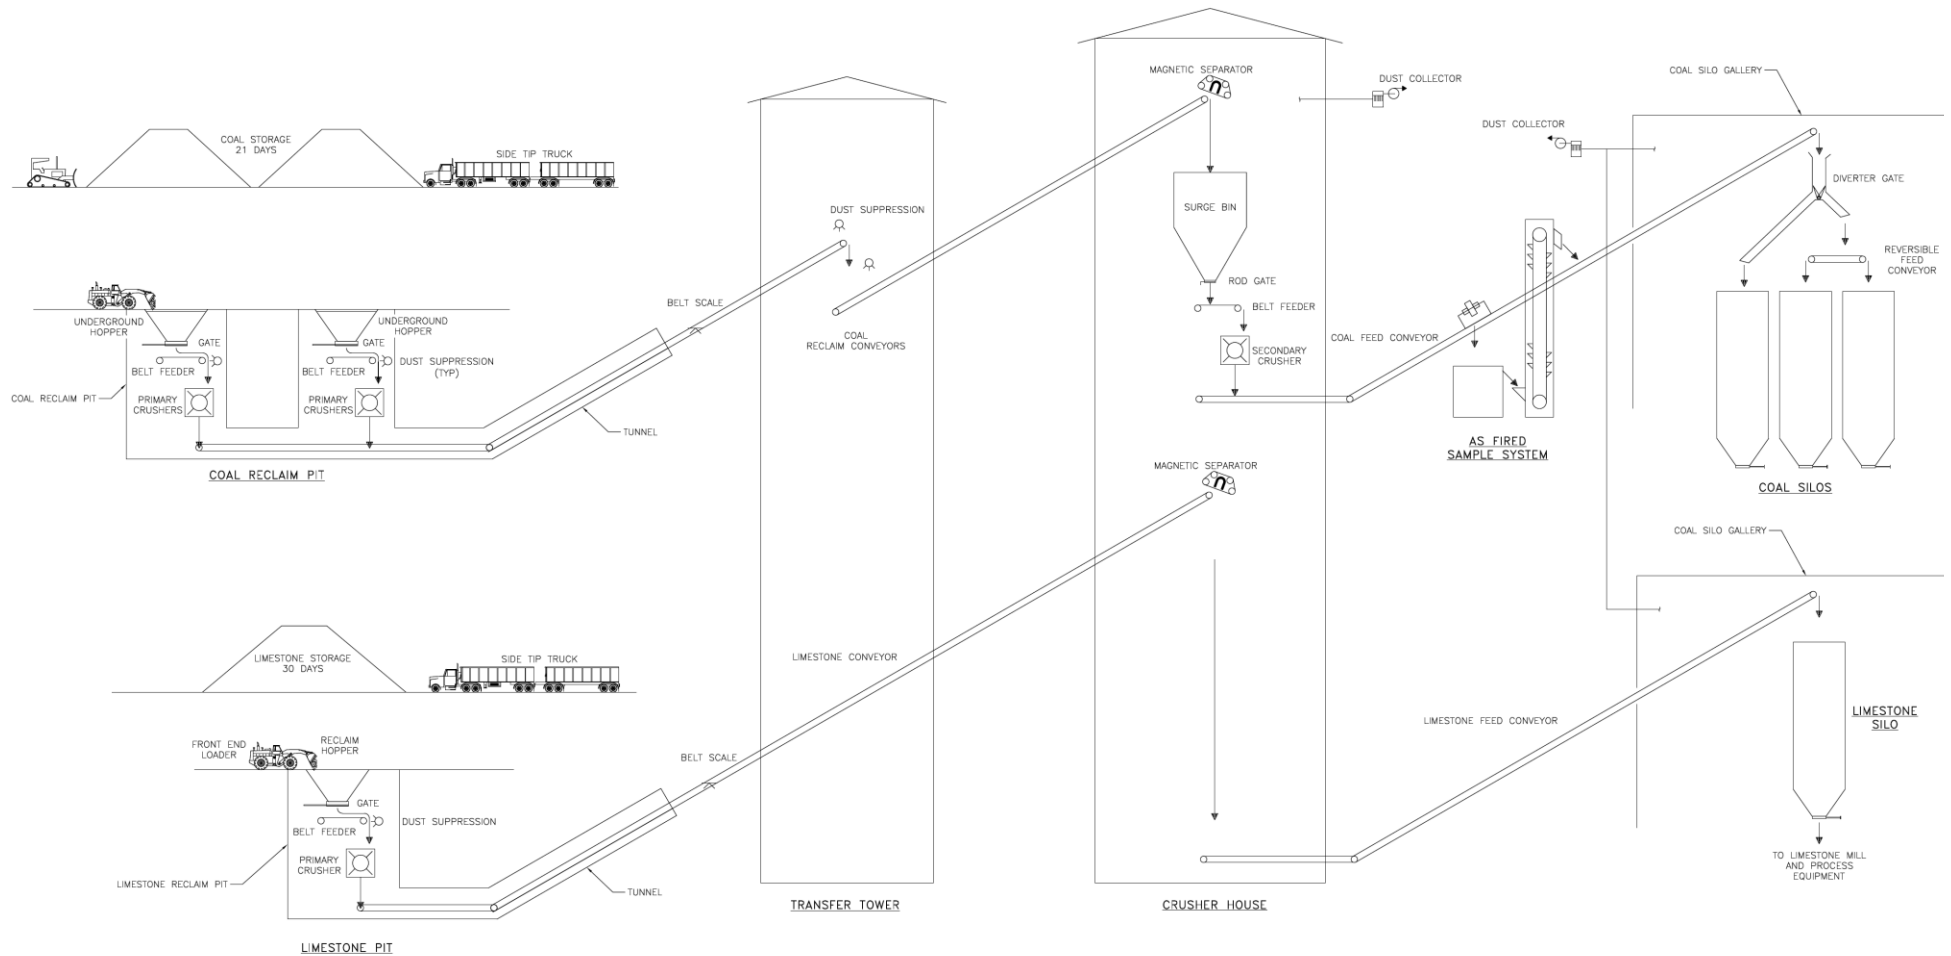 MAGNETIC SEPARATOR
DUST COLLECTOR
COAL SILO GALLERY
DUST COLLECTOR
COAL STORAGE
21 DAYS
SIDE TIP TRUCK
DIVERTER GATE
DUST SUPPRESSION
SURGE BIN
REVERSIBLE
FEED
CONVEYOR
ROD GATE
BELT SCALE
BELT FEEDER
UNDERGROUND
HOPPER
UNDERGROUND
HOPPER
GATE
GATE
COAL
RECLAIM CONVEYORS
COAL FEED CONVEYOR
SECONDARY
CRUSHER
BELT FEEDER
BELT FEEDER
DUST SUPPRESSION
(TYP)
COAL RECLAIM PIT
PRIMARY
CRUSHERS
PRIMARY
CRUSHERS
TUNNEL
AS FIRED
SAMPLE SYSTEM
COAL RECLAIM PIT
MAGNETIC SEPARATOR
COAL SILOS
COAL SILO GALLERY
LIMESTONE STORAGE
30 DAYS
SIDE TIP TRUCK
LIMESTONE CONVEYOR
LIMESTONE FEED CONVEYOR
LIMESTONE
SILO
FRONT END
LOADER
RECLAIM
HOPPER
BELT SCALE
GATE
BELT FEEDER
DUST SUPPRESSION
PRIMARY
CRUSHER
LIMESTONE RECLAIM PIT
TUNNEL
TO LIMESTONE MILL
AND PROCESS
EQUIPMENT
TRANSFER TOWER
CRUSHER HOUSE
LIMESTONE PIT